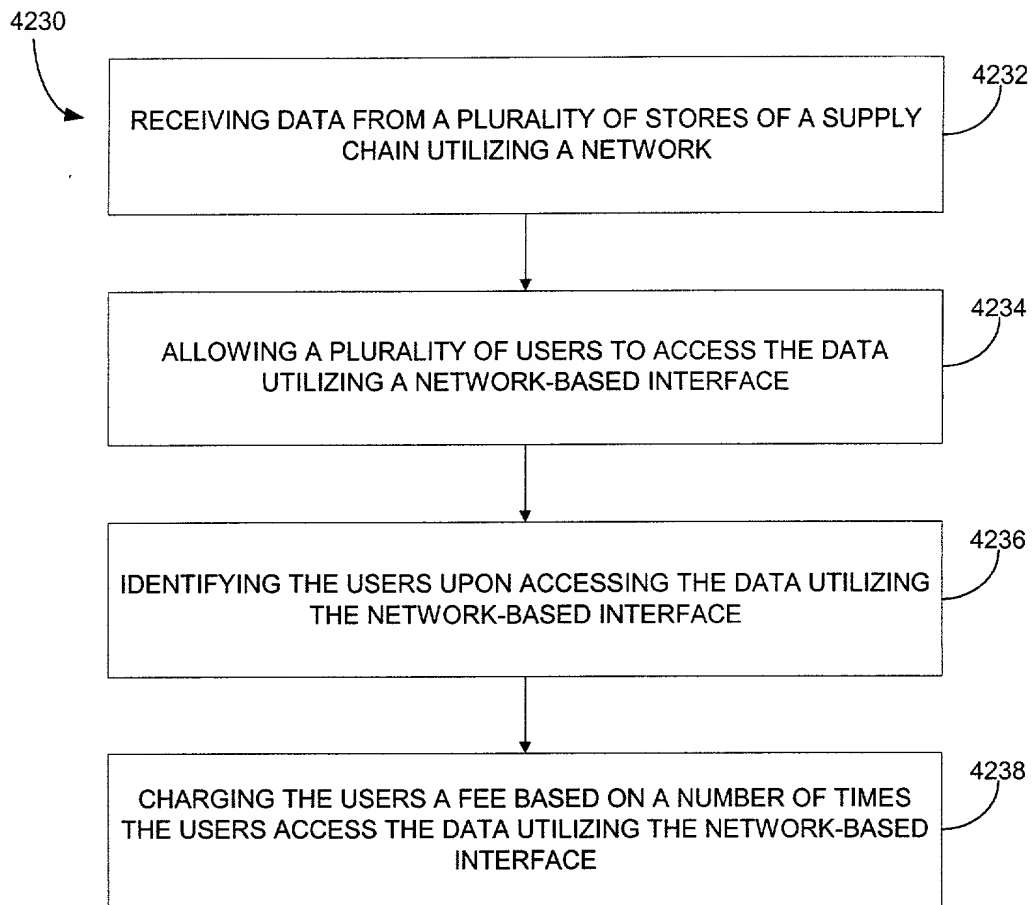 4230
4232
RECEIVING DATA FROM A PLURALITY OF STORES OF A SUPPLY
CHAIN UTILIZING A NETWORK
4234
ALLOWING A PLURALITY OF USERS TO ACCESS THE DATA
UTILIZING A NETWORK-BASED INTERFACE
4236
IDENTIFYING THE USERS UPON ACCESSING THE DATA UTILIZING
THE NETWORK-BASED INTERFACE
4238
CHARGING THE USERS A FEE BASED ON A NUMBER OF TIMES
THE USERS ACCESS THE DATA UTILIZING THE NETWORK-BASED
INTERFACE